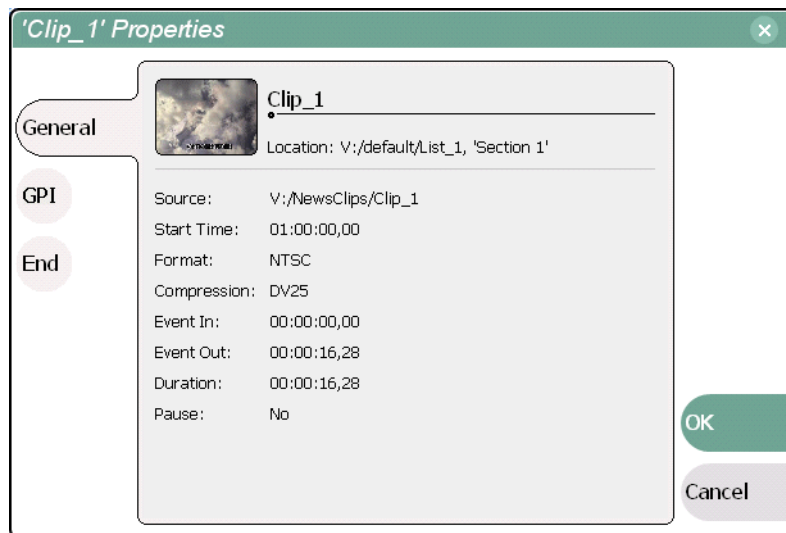 'Clip_1' Properties
General
GPI
End
Clip_1
Location: V:/default/List_1, 'Section 1'
Source: V:/NewsClips/Clip_1
Start Time: 01:00:00,00
Format: NTSC
Compression: DV25
Event In: 00:00:00,00
Event Out: 00:00:16,28
Duration: 00:00:16,28
Pause: No
OK
Cancel